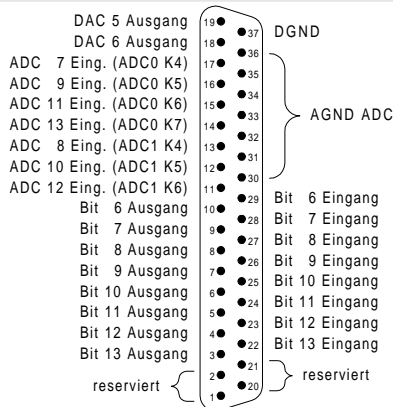 DAC 5 Ausgang 19 37 DGND
DAC 6 Ausgang 18 36
ADC 7 Eing. (ADC0 K4) 17 35
ADC 9 Eing. (ADC0 K5) 16 34
ADC 11 Eing. (ADC0 K6) 15 33 AGND ADC
ADC 13 Eing. (ADC0 K7) 14 32
ADC 8 Eing. (ADC1 K4) 13 31
ADC 10 Eing. (ADC1 K5) 12 30
ADC 12 Eing. (ADC1 K6) 11 29 Bit 6 Eingang
Bit 6 Ausgang 10 28 Bit 7 Eingang
Bit 7 Ausgang 9 27 Bit 8 Eingang
Bit 8 Ausgang 8 26 Bit 9 Eingang
Bit 9 Ausgang 7 25 Bit 10 Eingang
Bit 10 Ausgang 6 24 Bit 11 Eingang
Bit 11 Ausgang 5 23 Bit 12 Eingang
Bit 12 Ausgang 4 22 Bit 13 Eingang
Bit 13 Ausgang 3 21
reserviert 2 20 reserviert
1